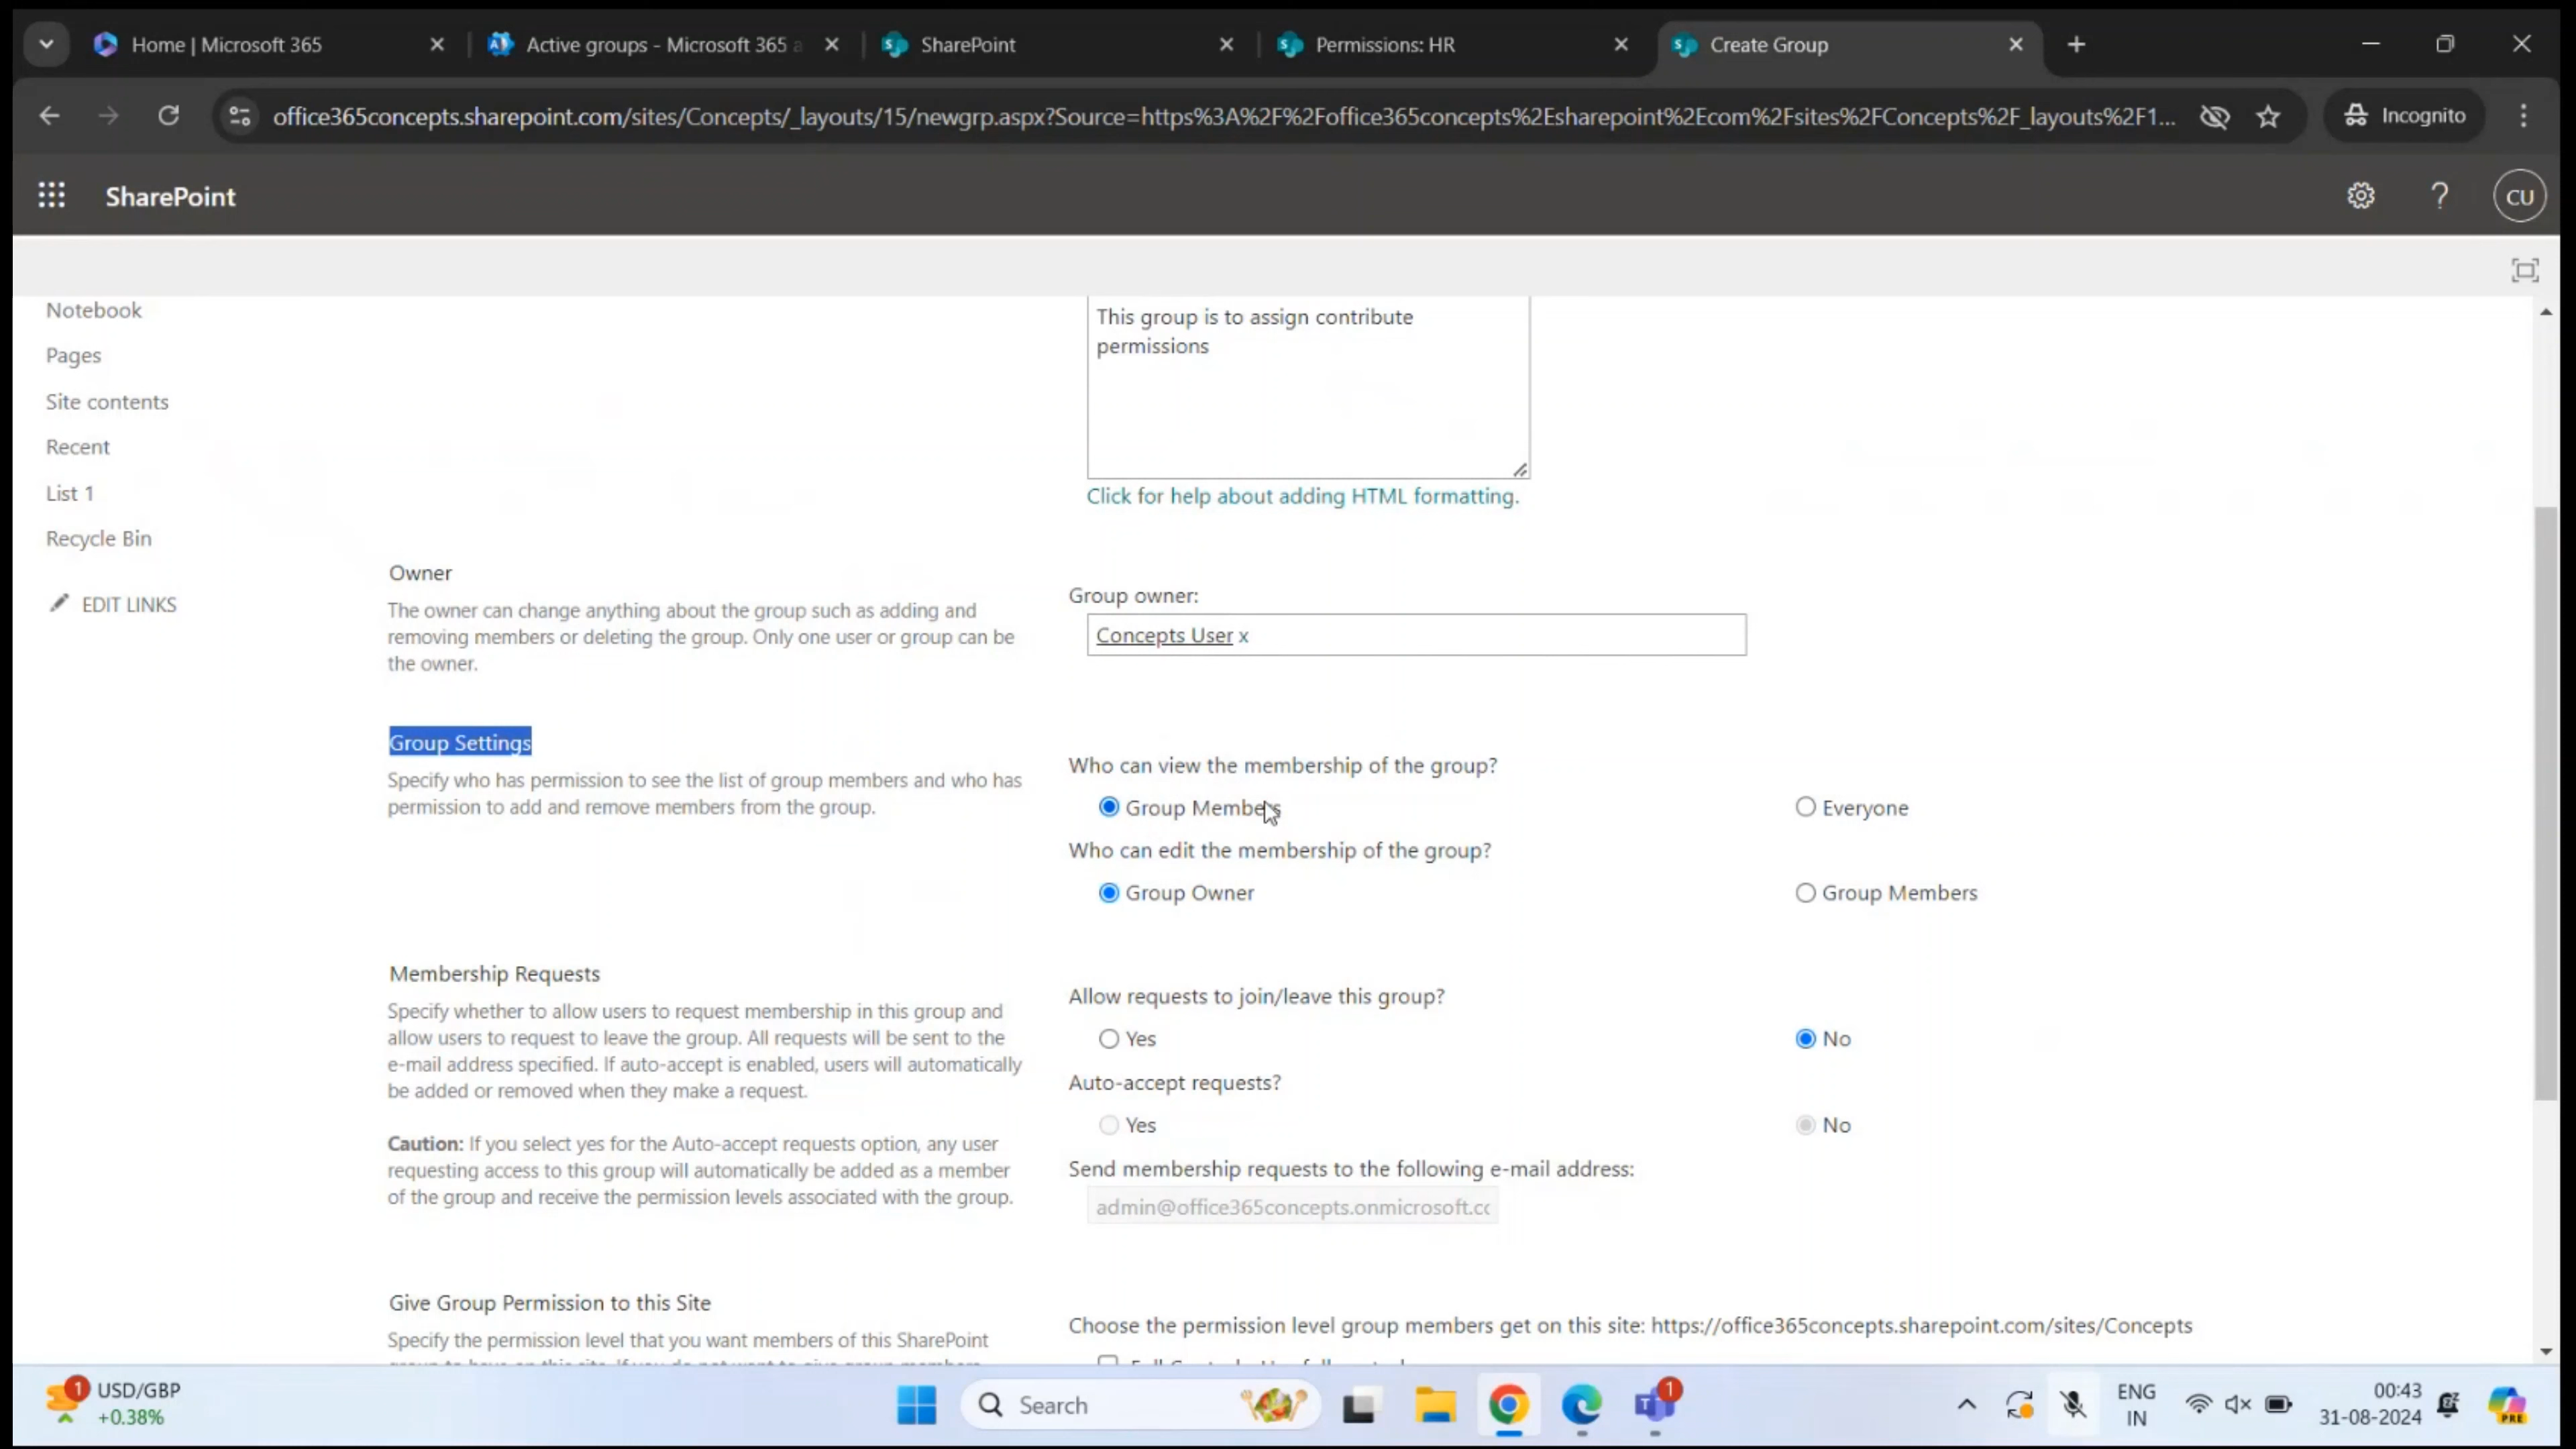 Home | Microsoft 365
Active groups - Microsoft 365 a
SharePoint
Permissions: HR
Create Group
office365concepts.sharepoint.com/sites/Concepts/_layouts/15/newgrp.aspx?Source=https%3A%2F%2Foffice365concepts%2Esharepoint%2Ecom%2Fsites%2FConcepts%2F_layouts%2F1...
Incognito
SharePoint
CU
Notebook
Pages
Site contents
Recent
List 1
Recycle Bin
EDIT LINKS
This group is to assign contribute
permissions
Click for help about adding HTML formatting.
Owner
The owner can change anything about the group such as adding and
removing members or deleting the group. Only one user or group can be
the owner.
Group owner:
Concepts User x
Group Settings
Specify who has permission to see the list of group members and who has
permission to add and remove members from the group.
Who can view the membership of the group?
Group Members
Everyone
Who can edit the membership of the group?
Group Owner
Group Members
Membership Requests
Specify whether to allow users to request membership in this group and
allow users to request to leave the group. All requests will be sent to the
e-mail address specified. If auto-accept is enabled, users will automatically
be added or removed when they make a request.
Caution: If you select yes for the Auto-accept requests option, any user
requesting access to this group will automatically be added as a member
of the group and receive the permission levels associated with the group.
Allow requests to join/leave this group?
Yes
No
Auto-accept requests?
Yes
No
Send membership requests to the following e-mail address:
admin@office365concepts.onmicrosoft.cc
Give Group Permission to this Site
Specify the permission level that you want members of this SharePoint
Choose the permission level group members get on this site: https://office365concepts.sharepoint.com/sites/Concepts
1
USD/GBP
+0.38%
Search
1
ENG
IN
00:43
31-08-2024
PRE